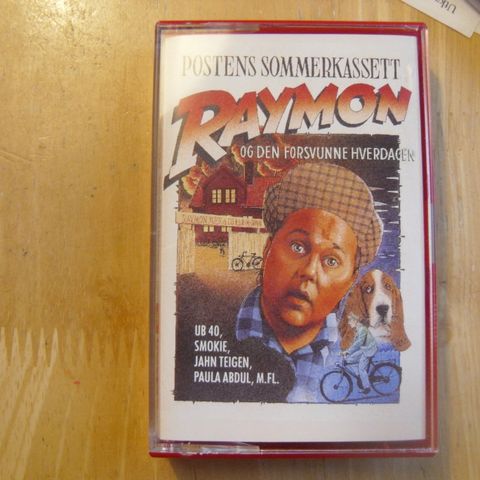 POSTENS SOMMERKASSETT
RAYMON
OG DEN FORSVUNNE HVERDAGEN
UB 40,
SMOKIE,
JAHN TEIGEN,
PAULA ABDUL, M.FL.